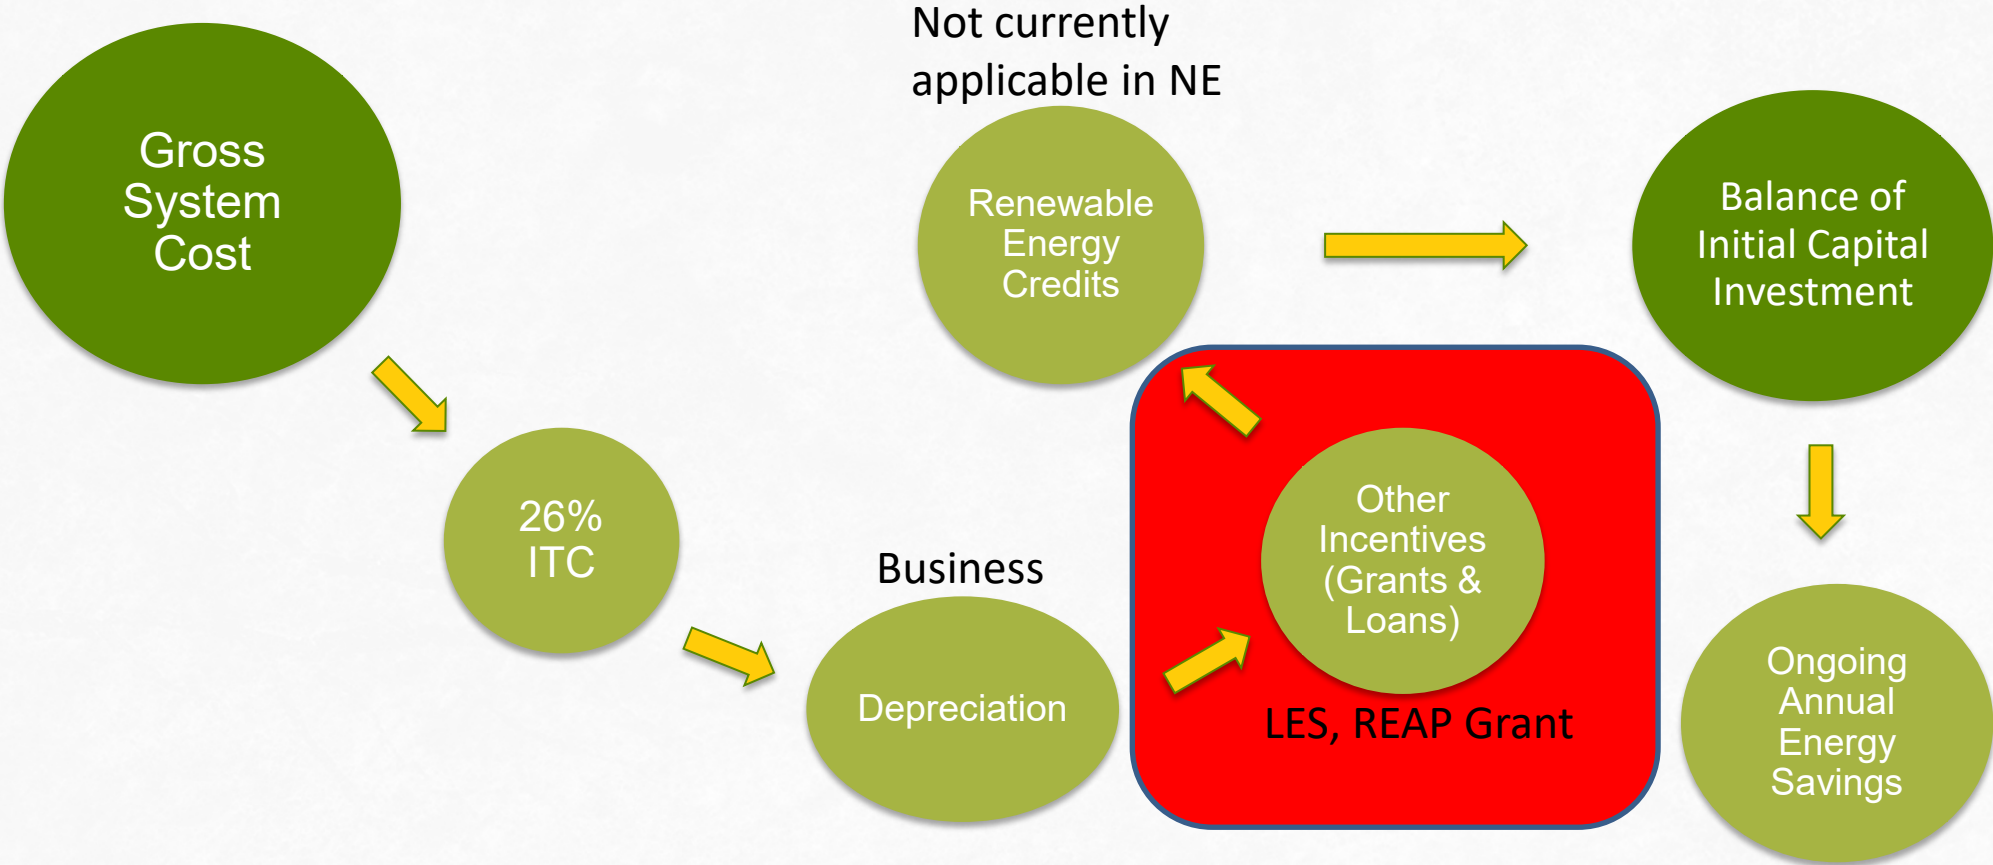 Gross
System
Cost
26%
ITC
Business
Depreciation
Other
Incentives
(Grants &
Loans)
LES, REAP Grant
Not currently
applicable in NE
Renewable
Energy
Credits
Balance of
Initial Capital
Investment
Ongoing
Annual
Energy
Savings